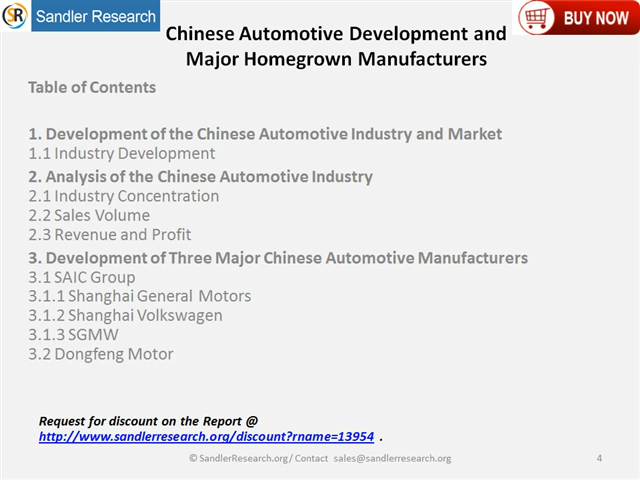 SR Sandler Research
BUY NOW
Chinese Automotive Development and
Major Homegrown Manufacturers
Table of Contents
1. Development of the Chinese Automotive Industry and Market
1.1 Industry Development
2. Analysis of the Chinese Automotive Industry
2.1 Industry Concentration
2.2 Sales Volume
2.3 Revenue and Profit
3. Development of Three Major Chinese Automotive Manufacturers
3.1 SAIC Group
3.1.1 Shanghai General Motors
3.1.2 Shanghai Volkswagen
3.1.3 SGMW
3.2 Dongfeng Motor
Request for discount on the Report @
http://www.sandlerresearch.org/discount?rname=13954 .
© SandlerResearch.org/ Contact sales@sandlerresearch.org
4